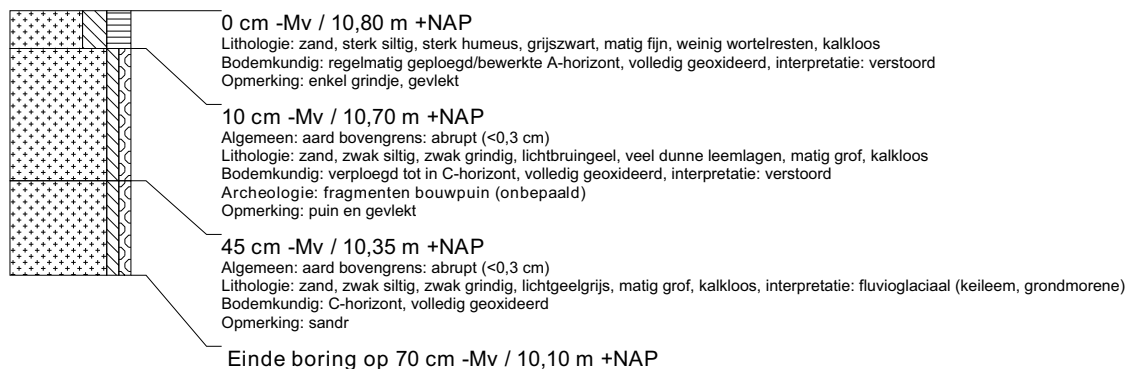 0 cm -Mv / 10,80 m +NAP
Lithologie: zand, sterk siltig, sterk humeus, grijszwart, matig fijn, weinig wortelresten, kalkloos
Bodemkundig: regelmatig geploegd/bewerkte A-horizont, volledig geoxideerd, interpretatie: verstoord
Opmerking: enkel grindje, gevlekt
10 cm -Mv / 10,70 m +NAP
Algemeen: aard bovengrens: abrupt (<0,3 cm)
Lithologie: zand, zwak siltig, zwak grindig, lichtbruingeel, veel dunne leemlagen, matig grof, kalkloos
Bodemkundig: verploegd tot in C-horizont, volledig geoxideerd, interpretatie: verstoord
Archeologie: fragmenten bouwpuin (onbepaald)
Opmerking: puin en gevlekt
45 cm -Mv / 10,35 m +NAP
Algemeen: aard bovengrens: abrupt (<0,3 cm)
Lithologie: zand, zwak siltig, zwak grindig, lichtgeelgrijs, matig grof, kalkloos, interpretatie: fluvioglaciaal (keileem, grondmorene)
Bodemkundig: C-horizont, volledig geoxideerd
Opmerking: sandr
Einde boring op 70 cm -Mv / 10,10 m +NAP